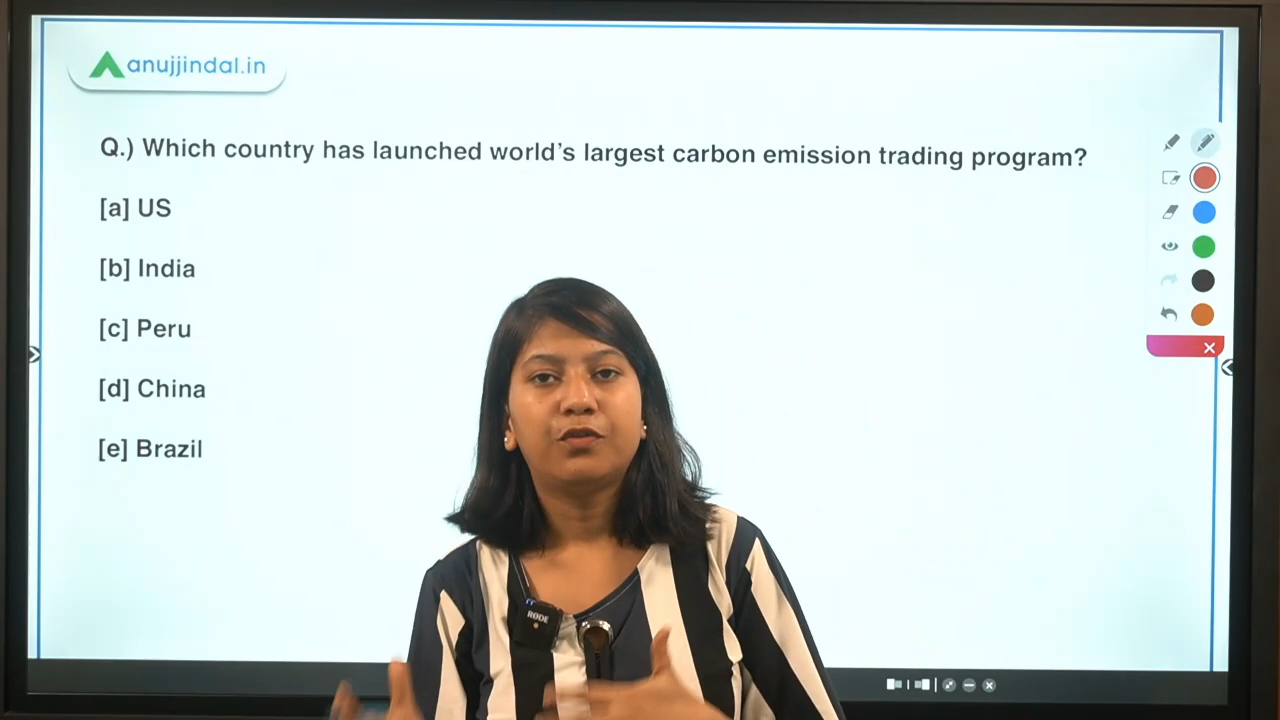 anujjindal.in
Q.) Which country has launched world's largest carbon emission trading program?
[a] US
[b] India
[c] Peru
[d] China
[e] Brazil
RODE